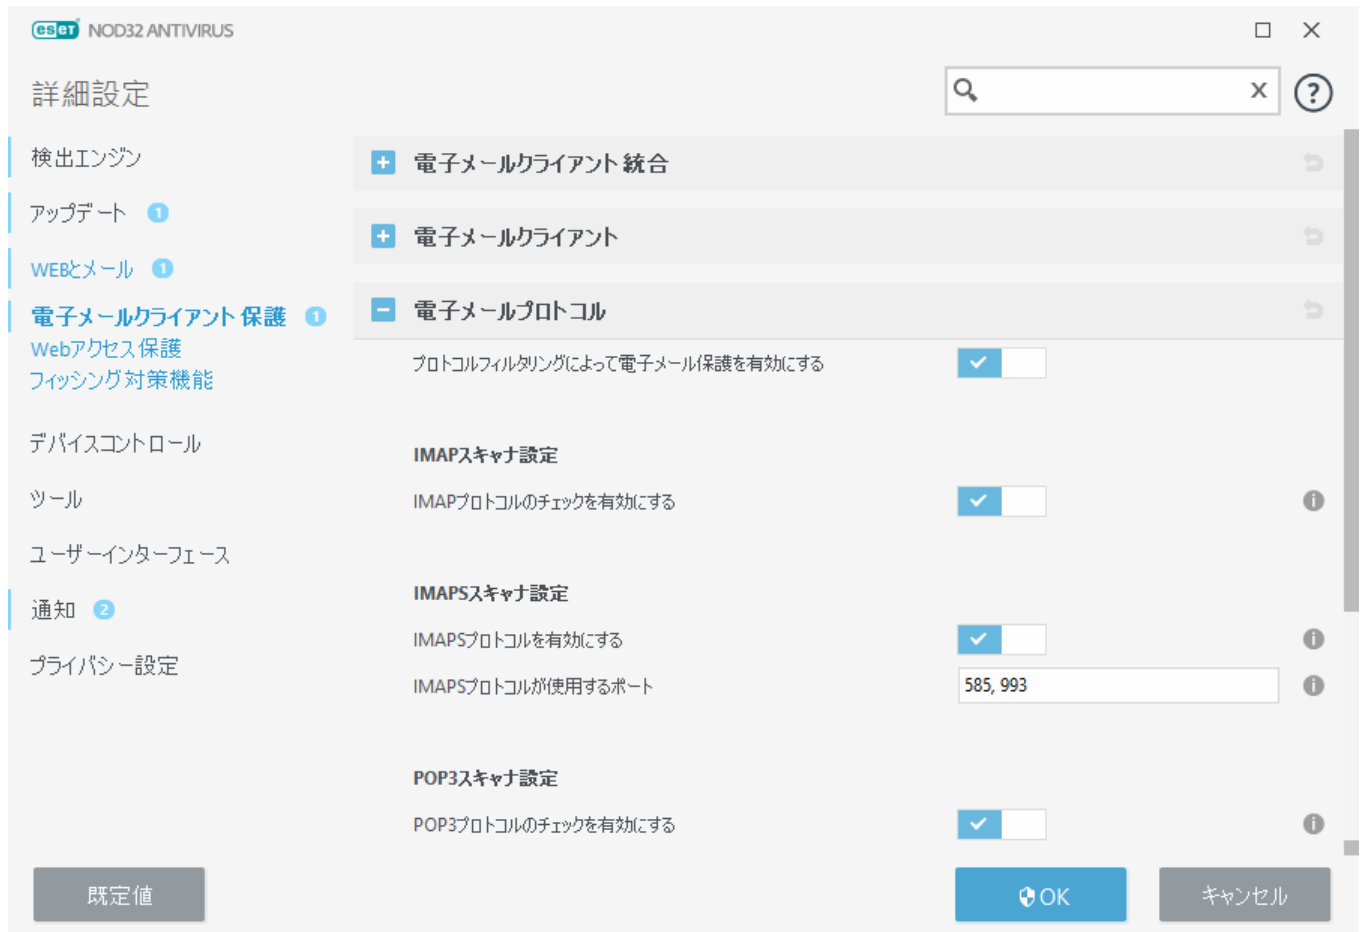 eset NOD32 ANTIVIRUS
詳細設定
検出エンジン
アップデート 1
WEBとメール 1
電子メールクライアント保護 1
Webアクセス保護
フィッシング対策機能
デバイスコントロール
ツール
ユーザーインターフェース
通知 2
プライバシー設定
電子メールクライアント統合
電子メールクライアント
電子メールプロトコル
プロトコルフィルタリングによって電子メール保護を有効にする
IMAPスキャナ設定
IMAPプロトコルのチェックを有効にする
IMAPSスキャナ設定
IMAPSプロトコルを有効にする
IMAPSプロトコルが使用するポート 585, 993
POP3スキャナ設定
POP3プロトコルのチェックを有効にする
既定値
OK
キャンセル